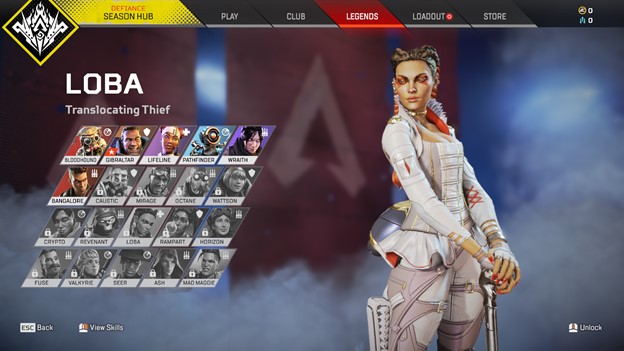 DEFIANCE
SEASON HUB
PLAY
CLUB
LEGENDS
LOADOUT
STORE
0
0
LOBA
Translocating Thief
BLOODHOUND GIBRALTAR LIFELINE PATHFINDER WRAITH
BANGALORE CAUSTIC MIRAGE OCTANE WATTSON
CRYPTO REVENANT LOBA RAMPART HORIZON
FUSE VALKYRIE SEER ASH MAD MAGGIE
ESC Back
View Skills
Unlock